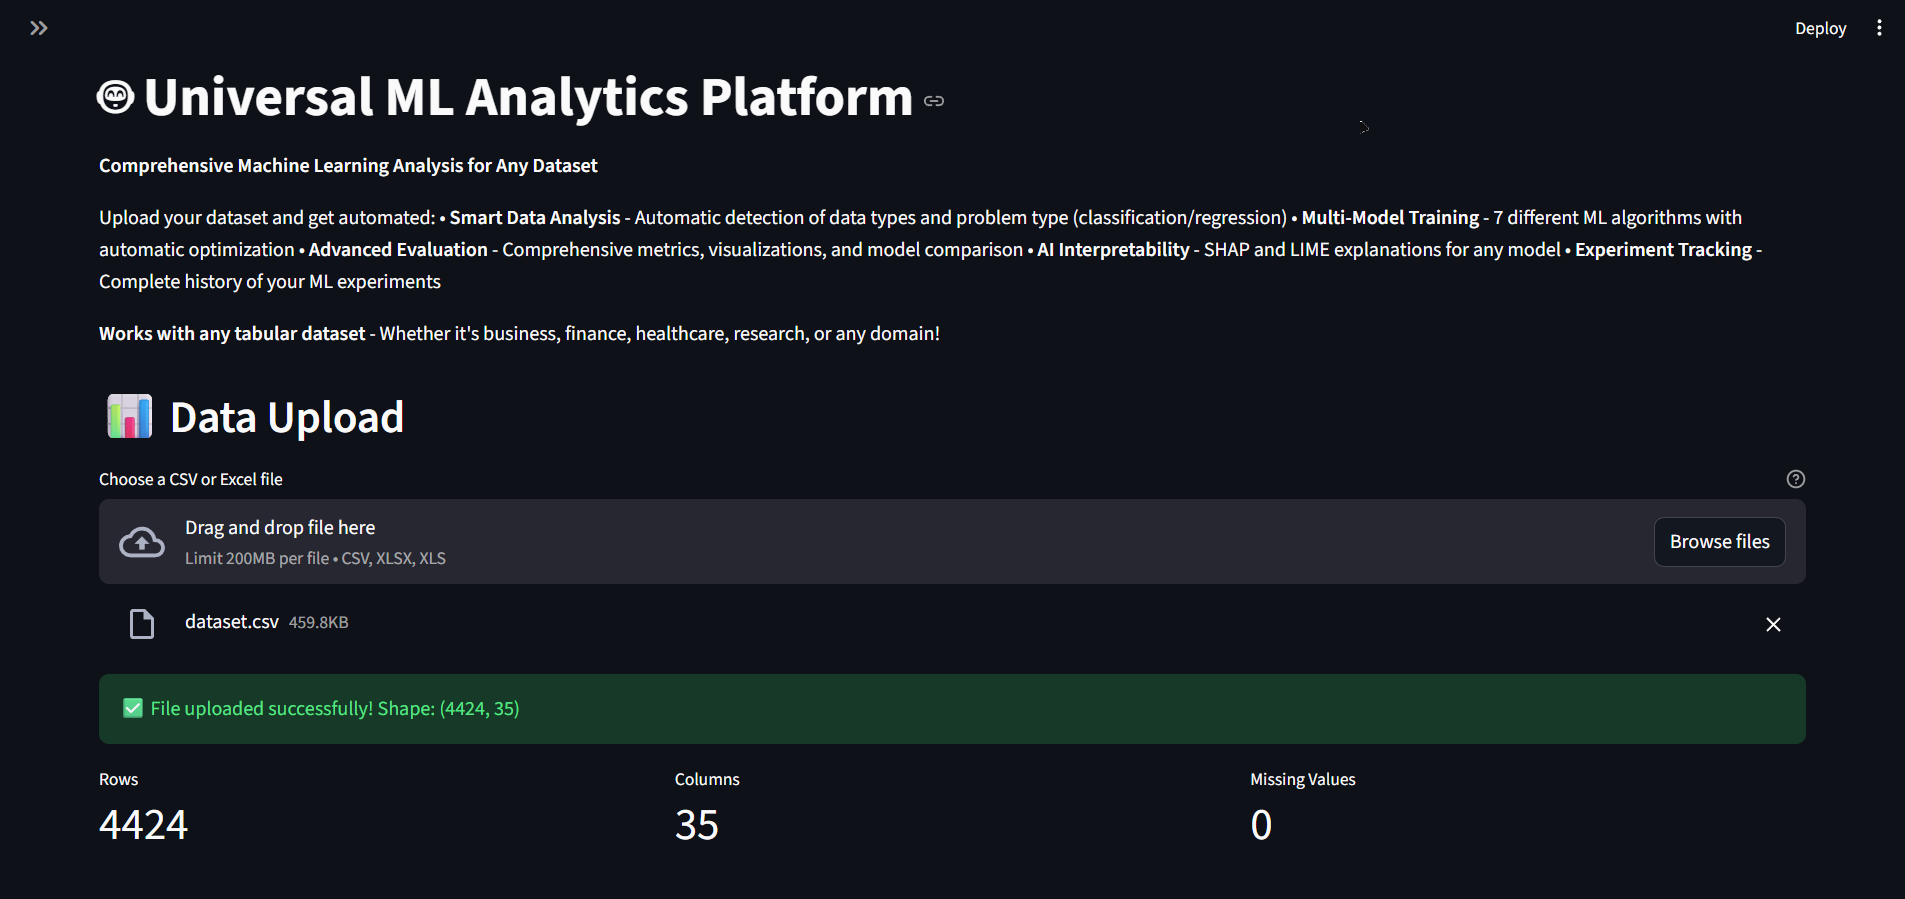 Deploy
Universal ML Analytics Platform
Comprehensive Machine Learning Analysis for Any Dataset
Upload your dataset and get automated: • Smart Data Analysis - Automatic detection of data types and problem type (classification/regression) • Multi-Model Training - 7 different ML algorithms with
automatic optimization • Advanced Evaluation - Comprehensive metrics, visualizations, and model comparison • AI Interpretability - SHAP and LIME explanations for any model • Experiment Tracking -
Complete history of your ML experiments
Works with any tabular dataset - Whether it's business, finance, healthcare, research, or any domain!
Data Upload
Choose a CSV or Excel file
Drag and drop file here
Limit 200MB per file • CSV, XLSX, XLS
Browse files
dataset.csv 459.8KB
File uploaded successfully! Shape: (4424, 35)
Rows
4424
Columns
35
Missing Values
0